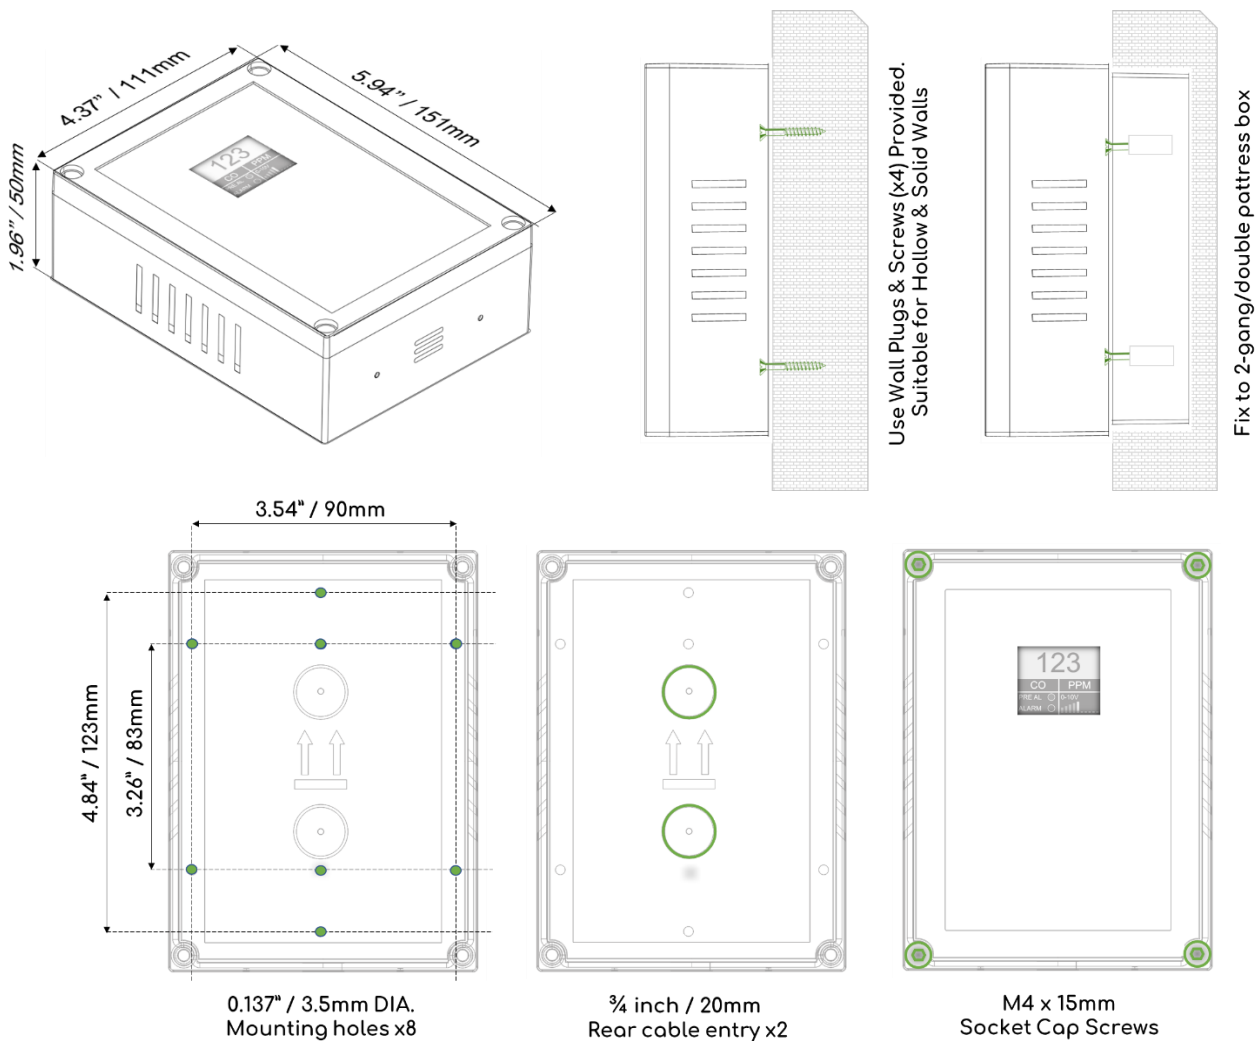 4.37" / 111mm
5.94" / 151mm
1.96" / 50mm
123
CO PPM
Use Wall Plugs & Screws (x4) Provided.
Suitable for Hollow & Solid Walls
Fix to 2-gang/double pattress box
3.54" / 90mm
4.84" / 123mm
3.26" / 83mm
123
CO PPM
PRE AL 0-10V
ALARM
0.137" / 3.5mm DIA.
Mounting holes x8
¾ inch / 20mm
Rear cable entry x2
M4 x 15mm
Socket Cap Screws